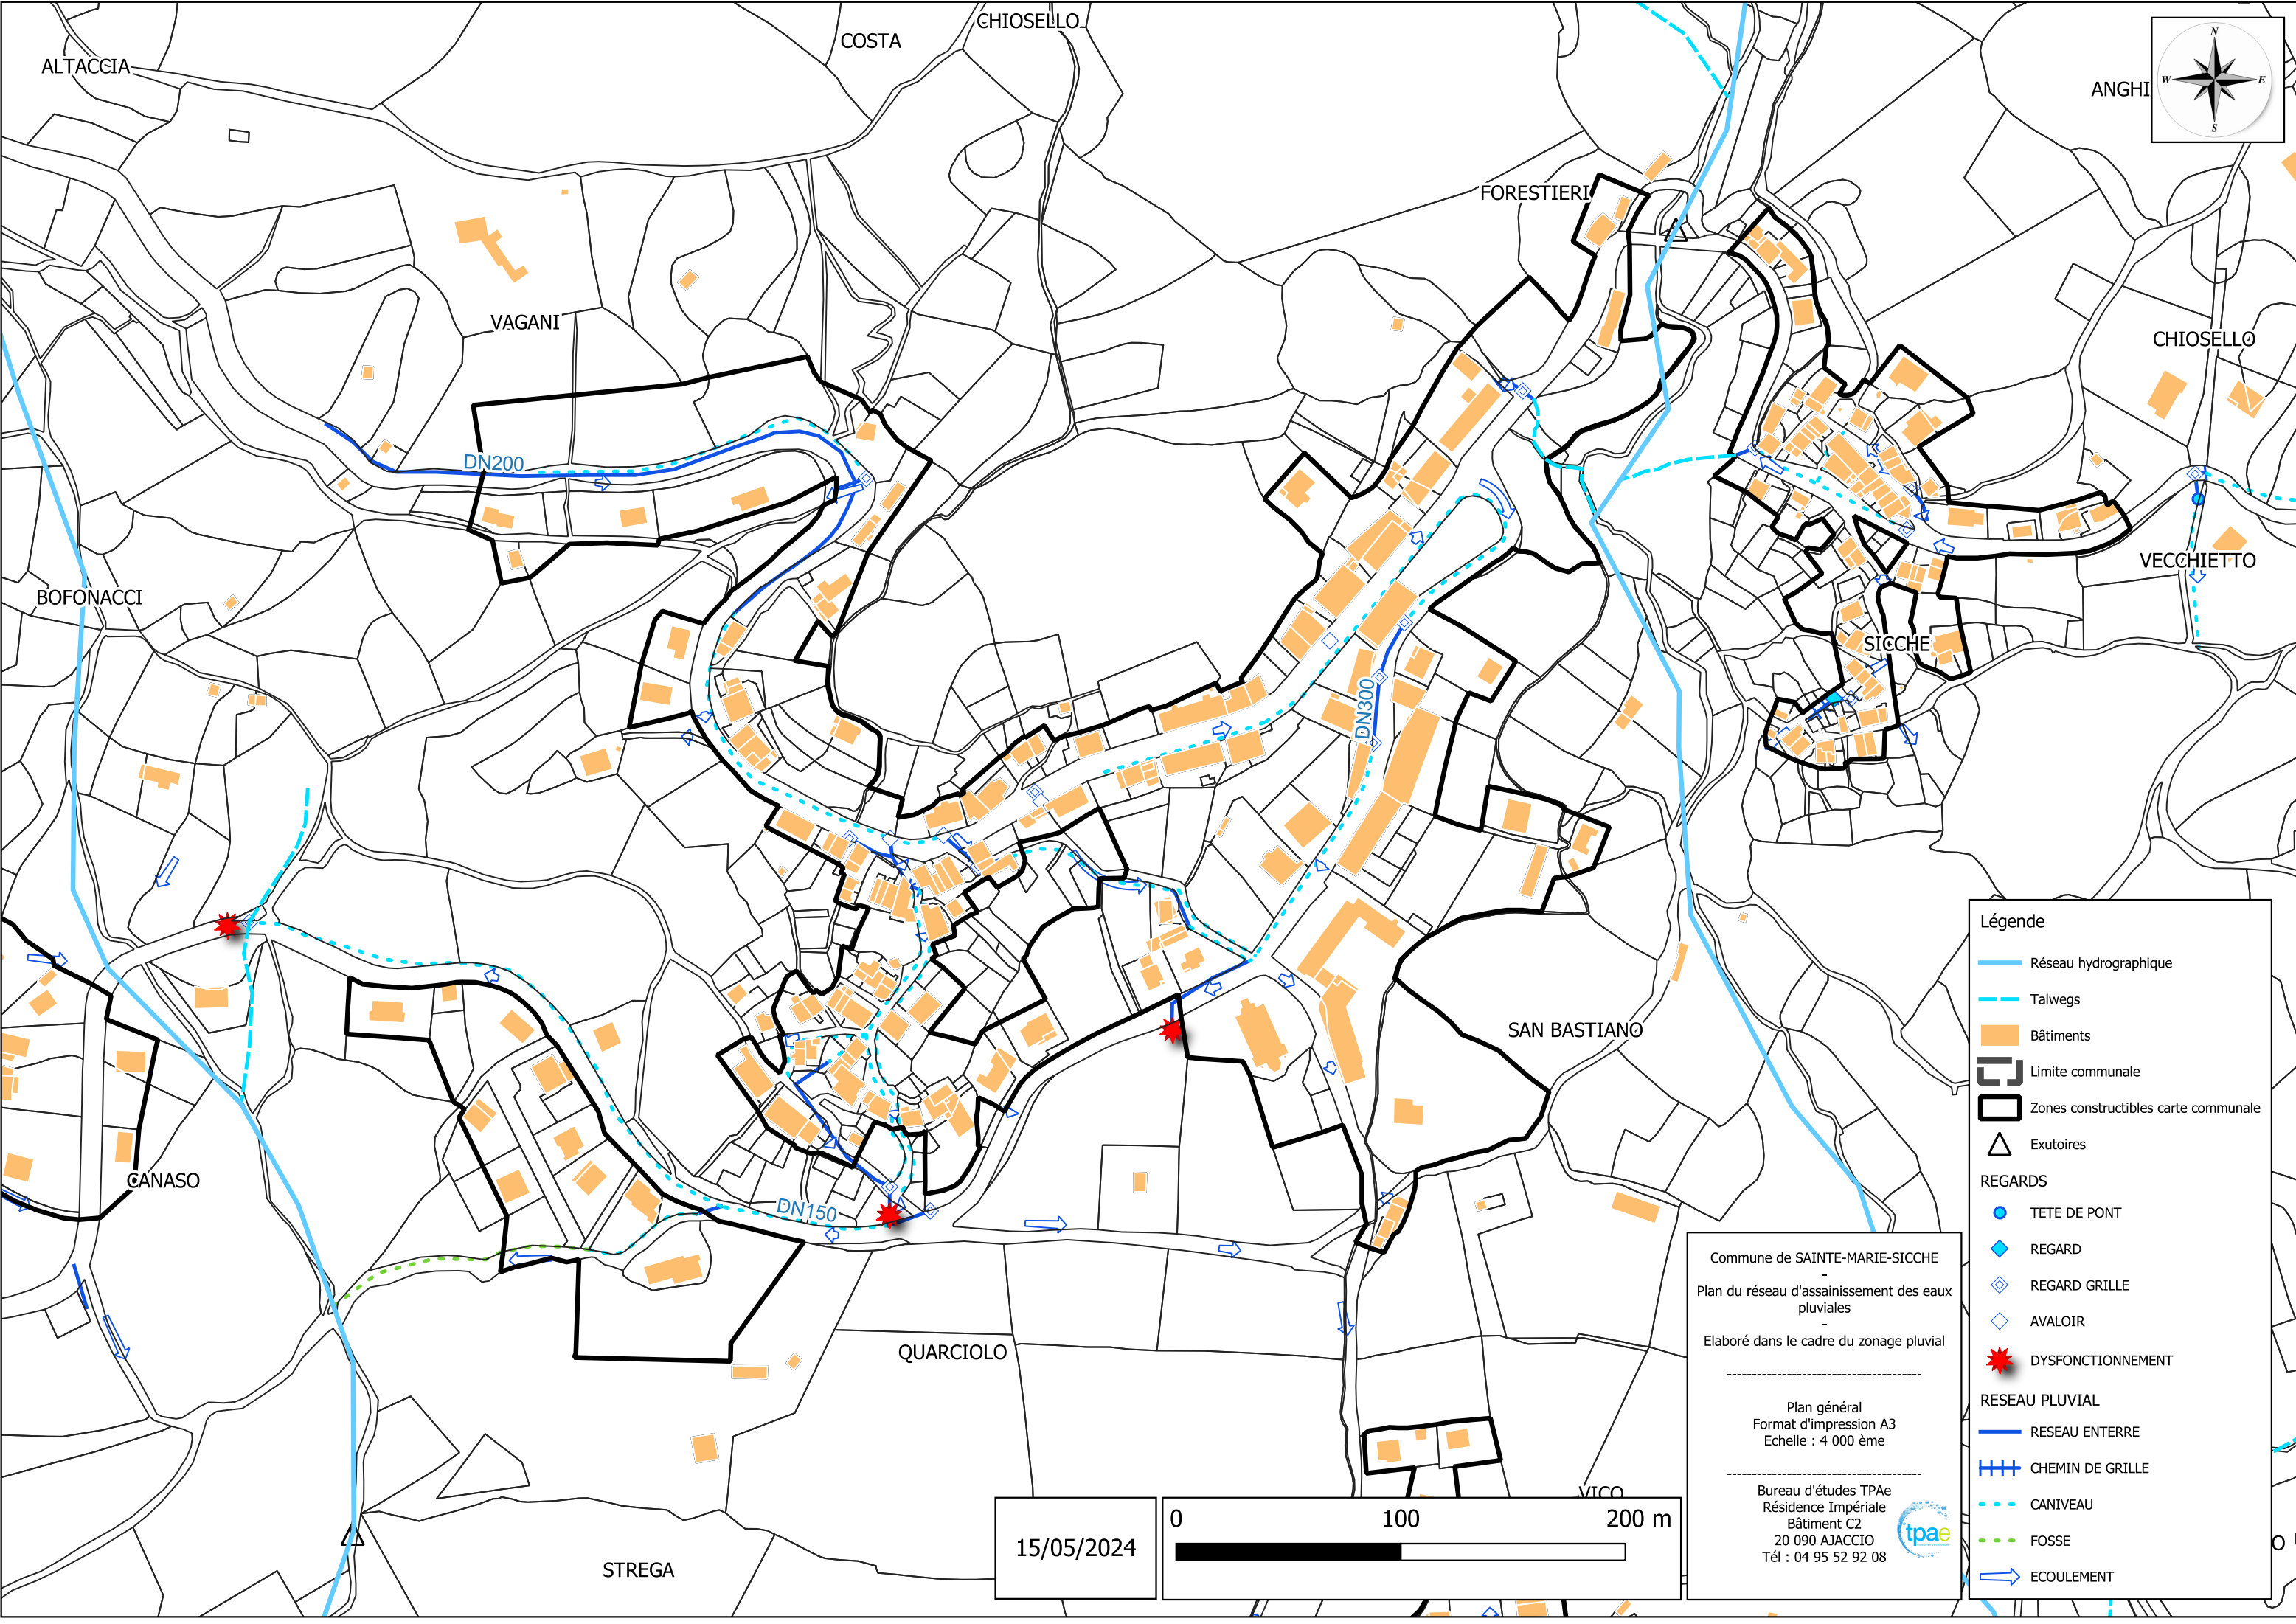 CHIOSELLO
COSTA
ALTACCIA
ANGHI
N
W
E
S
FORESTIERI
VAGANI
CHIOSELLO
DN200
VECCHIETTO
BOFONACCI
SICCHE
DN300
SAN BASTIANO
CANASO
DN150
QUARCIOLO
VICO
STREGA
15/05/2024
0 100 200 m
Commune de SAINTE-MARIE-SICCHE
-
Plan du réseau d'assainissement des eaux
pluviales
-
Elaboré dans le cadre du zonage pluvial
---------------------------------------
Plan général
Format d'impression A3
Echelle : 4 000 ème
---------------------------------------
Bureau d'études TPAe
Résidence Impériale
Bâtiment C2
20 090 AJACCIO
Tél : 04 95 52 92 08
tpae
Légende
Réseau hydrographique
Talwegs
Bâtiments
Limite communale
Zones constructibles carte communale
Exutoires
REGARDS
TETE DE PONT
REGARD
REGARD GRILLE
AVALOIR
DYSFONCTIONNEMENT
RESEAU PLUVIAL
RESEAU ENTERRE
CHEMIN DE GRILLE
CANIVEAU
FOSSE
ECOULEMENT